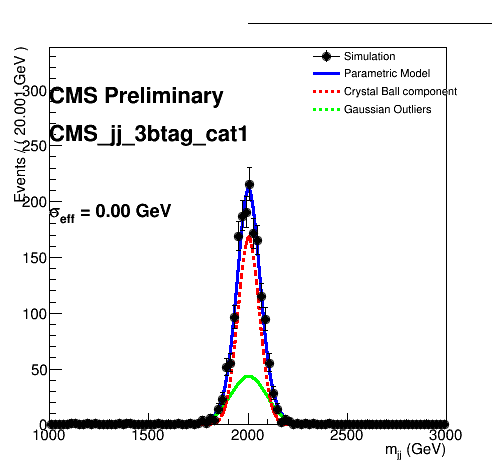 Simulation
Parametric Model
Crystal Ball component
Gaussian Outliers
CMS Preliminary
CMS_jj_3btag_cat1
σeff = 0.00 GeV
Events / ( 20.001 GeV )
300
250
200
150
100
50
0
1000 1500 2000 2500 3000
mjj (GeV)